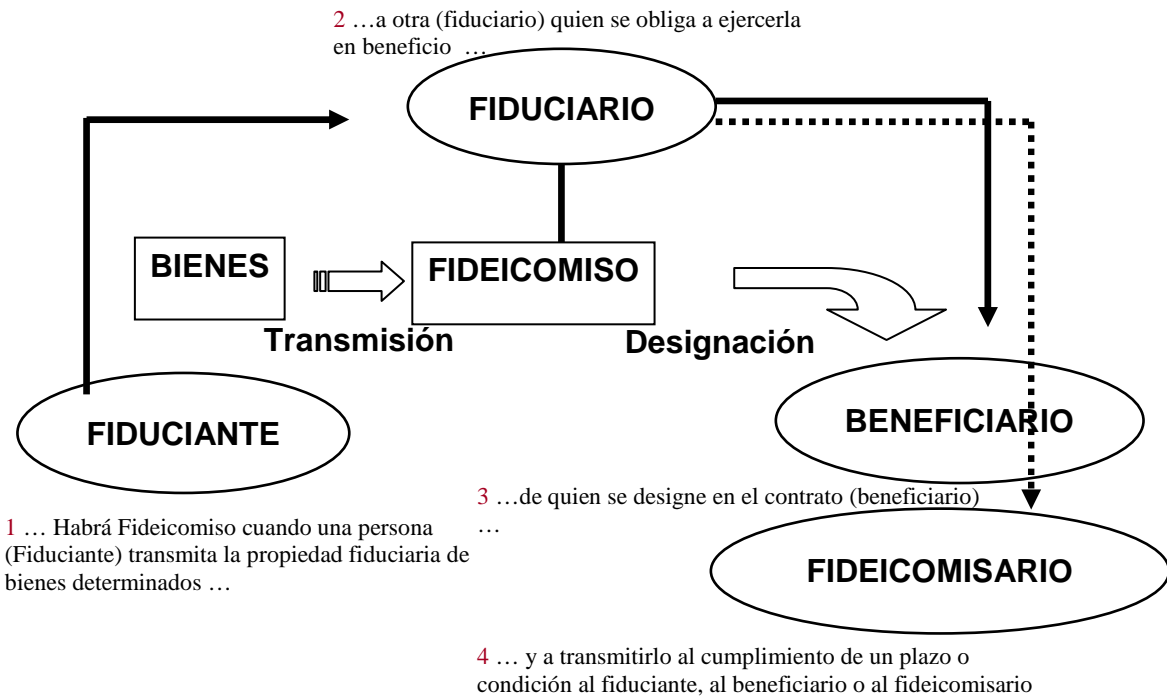 2 …a otra (fiduciario) quien se obliga a ejercerla
en beneficio …
FIDUCIARIO
BIENES
FIDEICOMISO
Transmisión
Designación
FIDUCIANTE
BENEFICIARIO
3 …de quien se designe en el contrato (beneficiario)
…
1 … Habrá Fideicomiso cuando una persona
(Fiduciante) transmita la propiedad fiduciaria de
bienes determinados …
FIDEICOMISARIO
4 … y a transmitirlo al cumplimiento de un plazo o
condición al fiduciante, al beneficiario o al fideicomisario